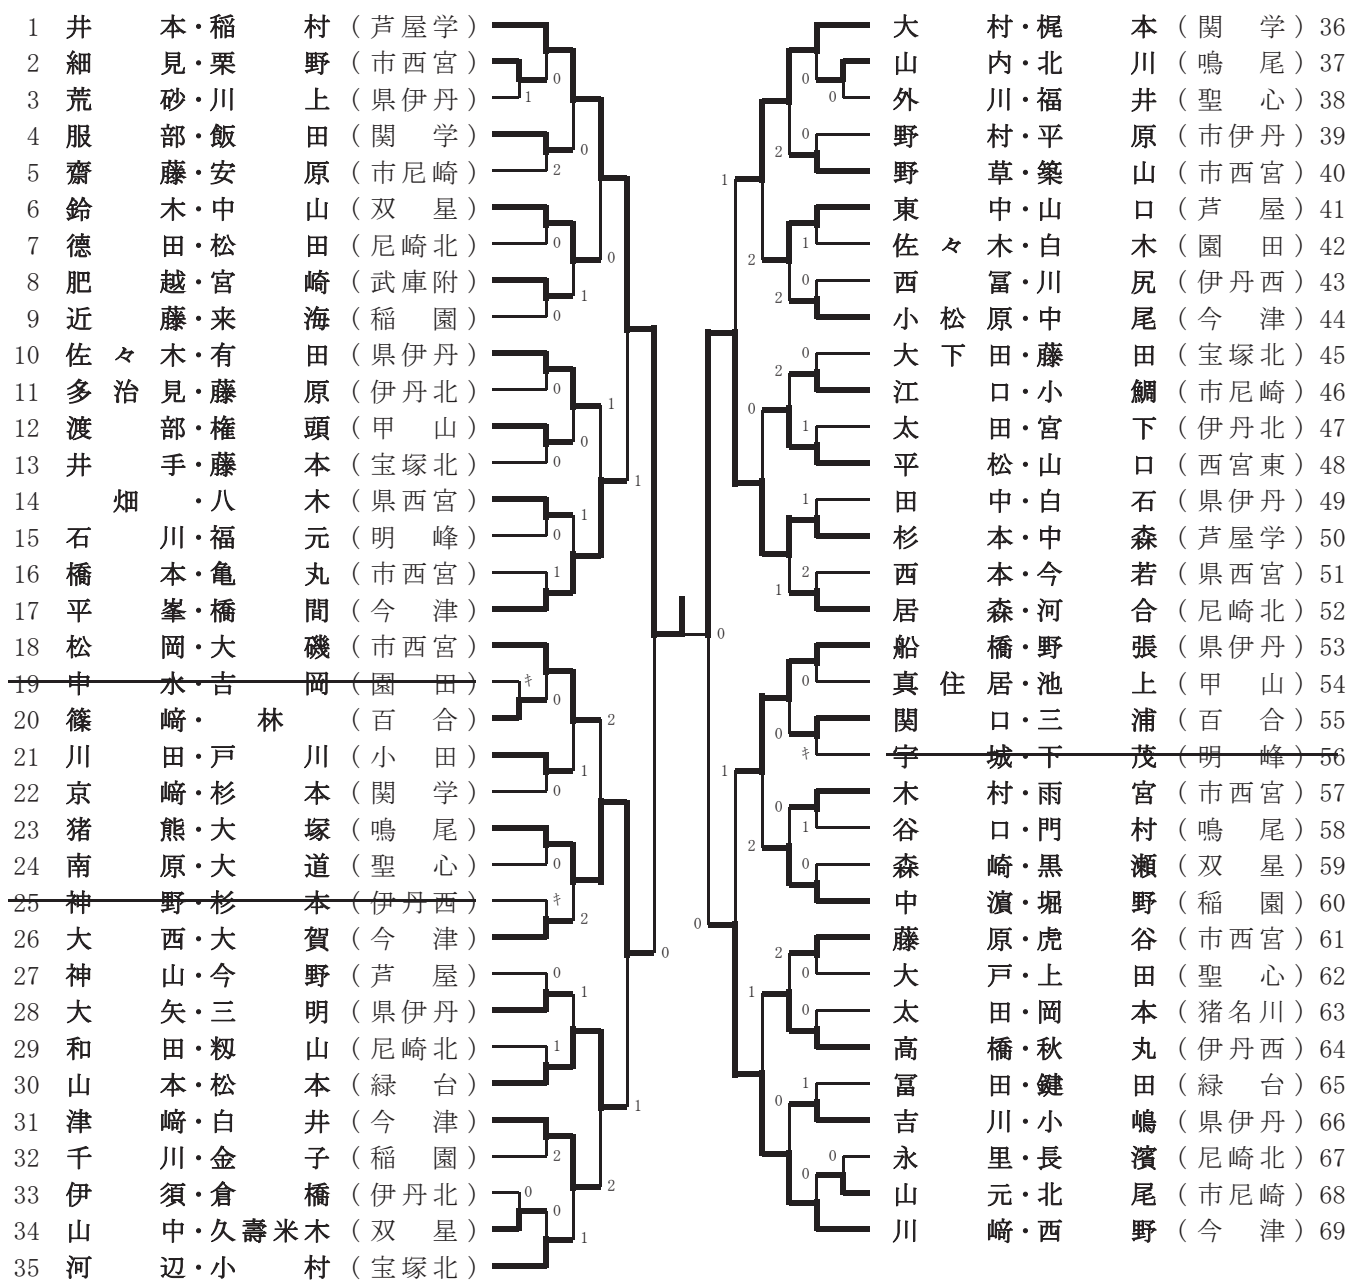 1 井本・稲村（芦屋学）
2 細見・栗野（市西宮）
3 荒砂・川上（県伊丹）
4 服部・飯田（関学）
5 齋藤・安原（市尼崎）
6 鈴木・中山（双星）
7 德田・松田（尼崎北）
8 肥越・宮崎（武庫附）
9 近藤・来海（稲園）
10 佐々木・有田（県伊丹）
11 多治見・藤原（伊丹北）
12 渡部・権頭（甲山）
13 井手・藤本（宝塚北）
14 畑・八木（県西宮）
15 石川・福元（明峰）
16 橋本・亀丸（市西宮）
17 平峯・橋間（今津）
18 松岡・大磯（市西宮）
19 中水・吉岡（園田）
20 篠﨑・林（百合）
21 川田・戸川（小田）
22 京﨑・杉本（関学）
23 猪熊・大塚（鳴尾）
24 南原・大道（聖心）
25 神野・杉本（伊丹西）
26 大西・大賀（今津）
27 神山・今野（芦屋）
28 大矢・三明（県伊丹）
29 和田・籾山（尼崎北）
30 山本・松本（緑台）
31 津﨑・白井（今津）
32 千川・金子（稲園）
33 伊須・倉橋（伊丹北）
34 山中・久壽米木（双星）
35 河辺・小村（宝塚北）
大村・梶本（関学）36
山内・北川（鳴尾）37
外川・福井（聖心）38
野村・平原（市伊丹）39
野草・築山（市西宮）40
東中・山口（芦屋）41
佐々木・白木（園田）42
西冨・川尻（伊丹西）43
小松原・中尾（今津）44
大下田・藤田（宝塚北）45
江口・小鯛（市尼崎）46
太田・宮下（伊丹北）47
平松・山口（西宮東）48
田中・白石（県伊丹）49
杉本・中森（芦屋学）50
西本・今若（県西宮）51
居森・河合（尼崎北）52
船橋・野張（県伊丹）53
真住居・池上（甲山）54
関口・三浦（百合）55
宇城・下茂（明峰）56
木村・雨宮（市西宮）57
谷口・門村（鳴尾）58
森崎・黒瀬（双星）59
中濵・堀野（稲園）60
藤原・虎谷（市西宮）61
大戸・上田（聖心）62
太田・岡本（猪名川）63
高橋・秋丸（伊丹西）64
冨田・鍵田（緑台）65
吉川・小嶋（県伊丹）66
永里・長濱（尼崎北）67
山元・北尾（市尼崎）68
川﨑・西野（今津）69